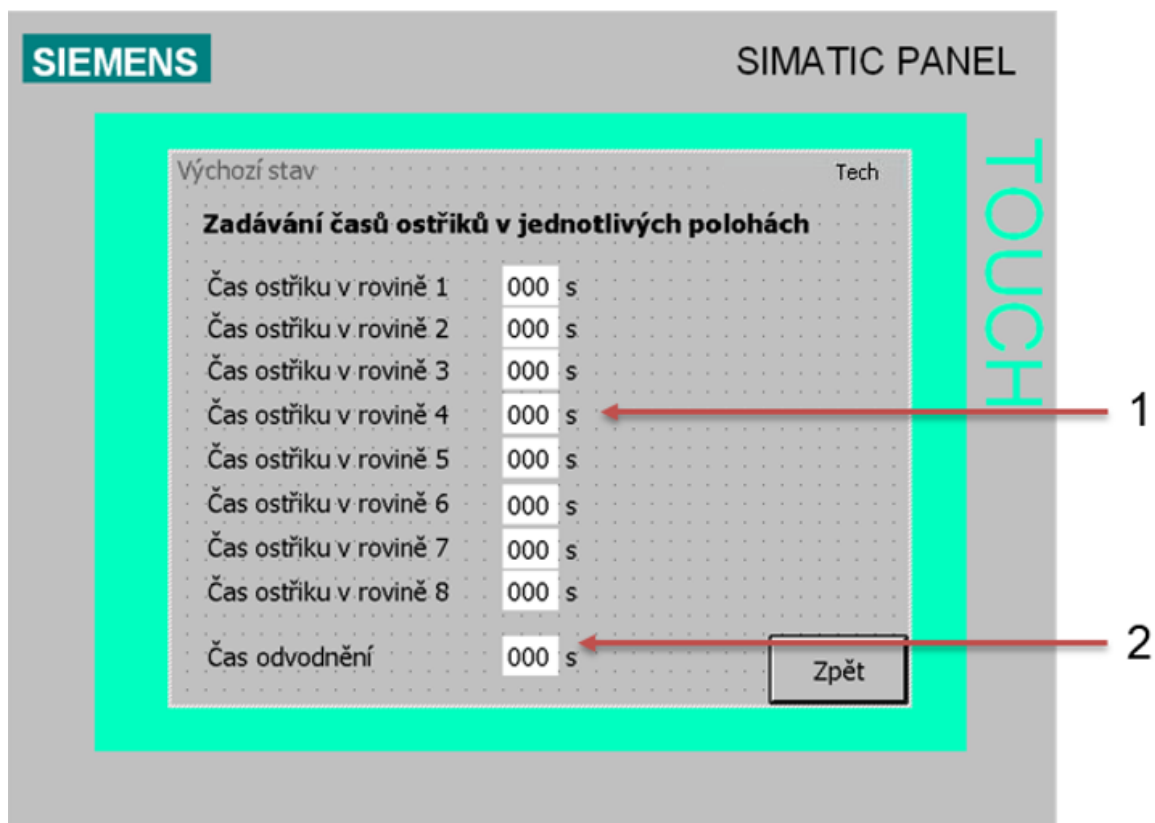 SIEMENS
SIMATIC PANEL
TOUCH
Výchozí stav
Tech
Zadávání časů ostřiků v jednotlivých polohách
Čas ostřiku v rovině 1 000 s
Čas ostřiku v rovině 2 000 s
Čas ostřiku v rovině 3 000 s
Čas ostřiku v rovině 4 000 s
1
Čas ostřiku v rovině 5 000 s
Čas ostřiku v rovině 6 000 s
Čas ostřiku v rovině 7 000 s
Čas ostřiku v rovině 8 000 s
Čas odvodnění 000 s
2
Zpět